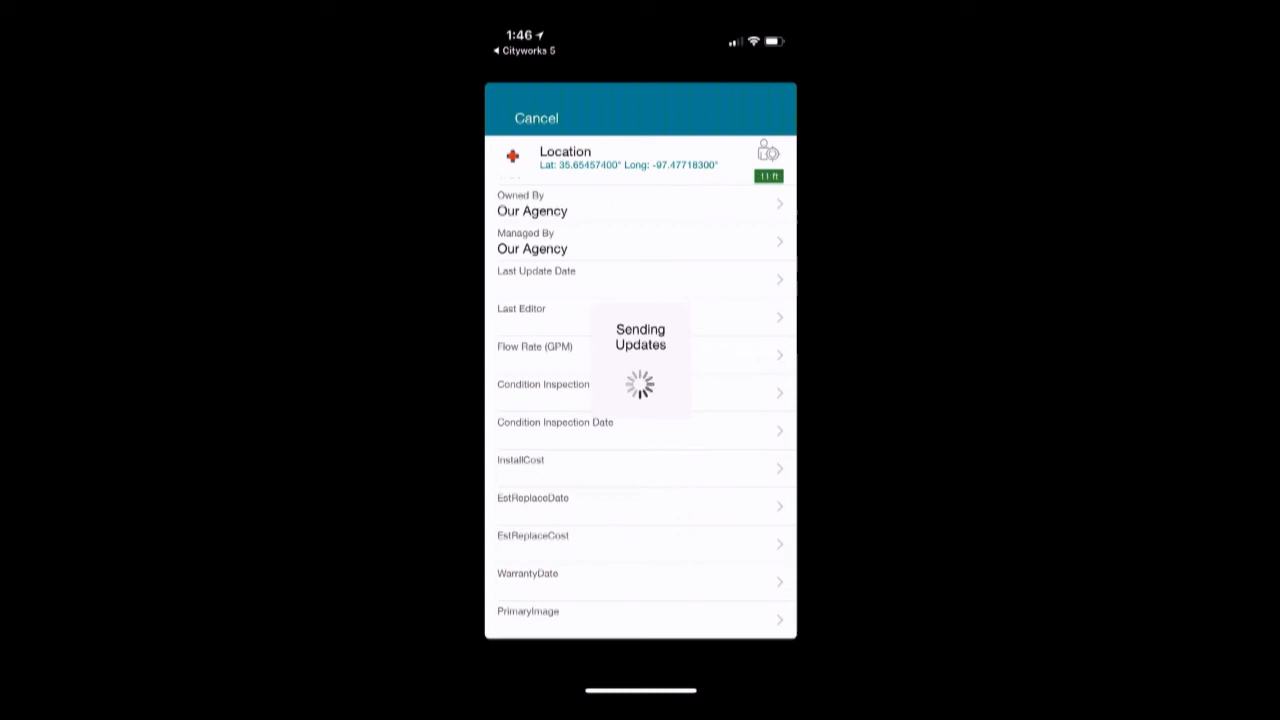 1:46
Cityworks 5
Cancel
Location
Lat: 35.65457400° Long: -97.47718300°
11 ft
Owned By
Our Agency
Managed By
Our Agency
Last Update Date
Last Editor
Flow Rate (GPM)
Sending
Updates
Condition Inspection
Condition Inspection Date
InstallCost
EstReplaceDate
EstReplaceCost
WarrantyDate
PrimaryImage